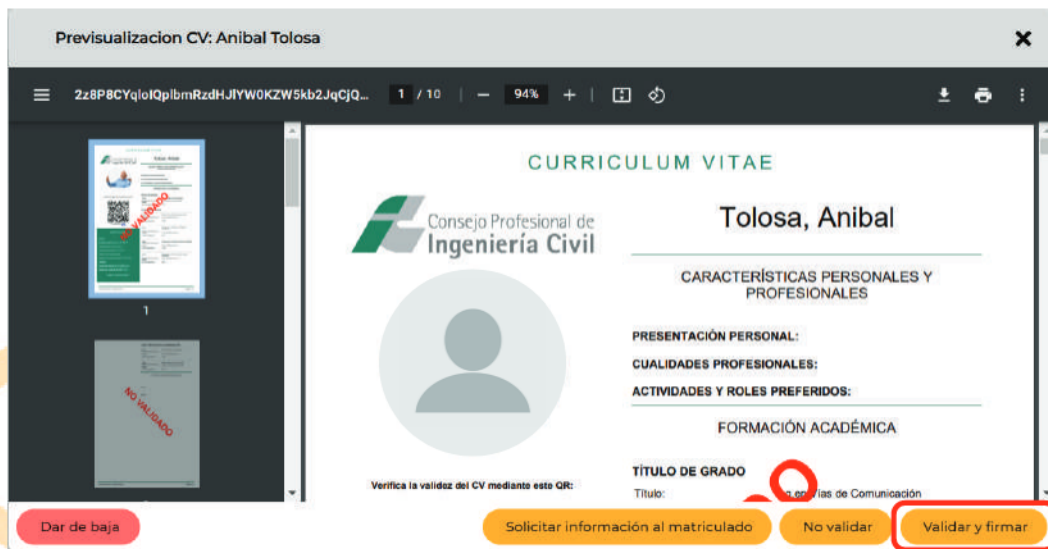 Previsualizacion CV: Anibal Tolosa
1 / 10
94%
NO VALIDADO
1
NO VALIDADO
CURRICULUM VITAE
Consejo Profesional de
Ingeniería Civil
Verifica la validez del CV mediante este QR:
Tolosa, Anibal
CARACTERÍSTICAS PERSONALES Y
PROFESIONALES
PRESENTACIÓN PERSONAL:
CUALIDADES PROFESIONALES:
ACTIVIDADES Y ROLES PREFERIDOS:
FORMACIÓN ACADÉMICA
TÍTULO DE GRADO
Título: en Vías de Comunicación
Dar de baja
Solicitar información al matriculado
No validar
Validar y firmar